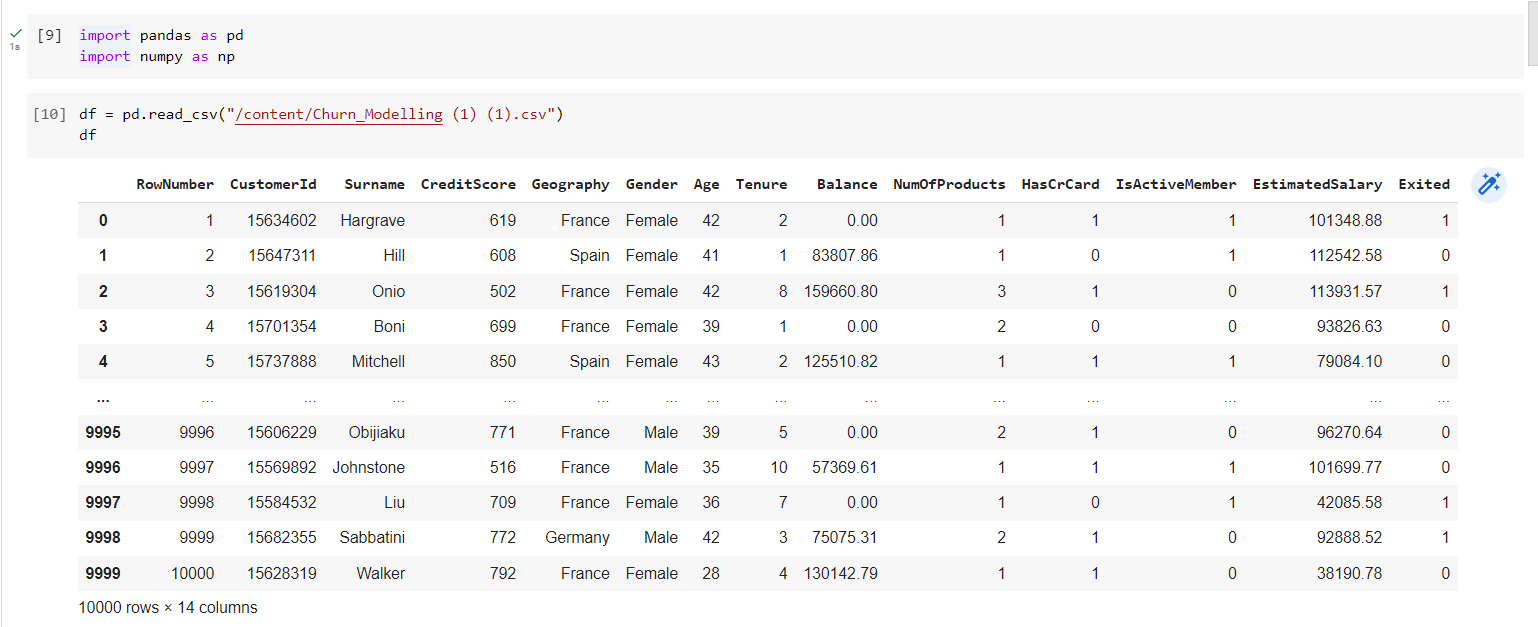 [9] import pandas as pd
1s import numpy as np
[10] df = pd.read_csv("/content/Churn_Modelling (1) (1).csv")
df
RowNumber CustomerId Surname CreditScore Geography Gender Age Tenure Balance NumOfProducts HasCrCard IsActiveMember EstimatedSalary Exited
0 1 15634602 Hargrave 619 France Female 42 2 0.00 1 1 1 101348.88 1
1 2 15647311 Hill 608 Spain Female 41 1 83807.86 1 0 1 112542.58 0
2 3 15619304 Onio 502 France Female 42 8 159660.80 3 1 0 113931.57 1
3 4 15701354 Boni 699 France Female 39 1 0.00 2 0 0 93826.63 0
4 5 15737888 Mitchell 850 Spain Female 43 2 125510.82 1 1 1 79084.10 0
... ... ... ... ... ... ... ... ... ... ... ... ... ... ...
9995 9996 15606229 Obijiaku 771 France Male 39 5 0.00 2 1 0 96270.64 0
9996 9997 15569892 Johnstone 516 France Male 35 10 57369.61 1 1 1 101699.77 0
9997 9998 15584532 Liu 709 France Female 36 7 0.00 1 0 1 42085.58 1
9998 9999 15682355 Sabbatini 772 Germany Male 42 3 75075.31 2 1 0 92888.52 1
9999 10000 15628319 Walker 792 France Female 28 4 130142.79 1 1 0 38190.78 0
10000 rows × 14 columns